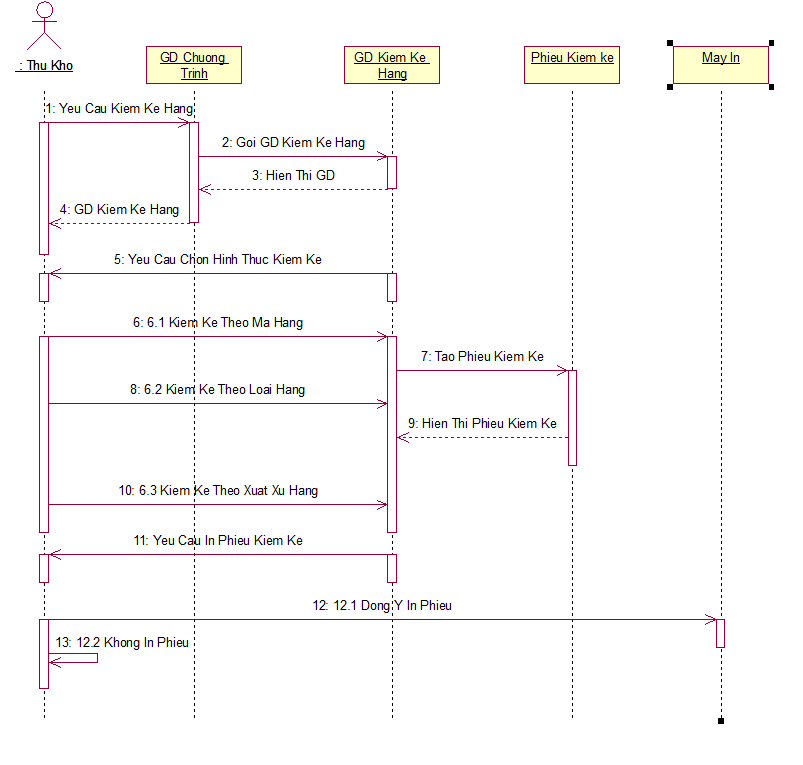 : Thu Kho
GD Chuong
Trinh
GD Kiem Ke
Hang
Phieu Kiem ke
May In
1: Yeu Cau Kiem Ke Hang
2: Goi GD Kiem Ke Hang
3: Hien Thi GD
4: GD Kiem Ke Hang
5: Yeu Cau Chon Hinh Thuc Kiem Ke
6: 6.1 Kiem Ke Theo Ma Hang
7: Tao Phieu Kiem Ke
8: 6.2 Kiem Ke Theo Loai Hang
9: Hien Thi Phieu Kiem Ke
10: 6.3 Kiem Ke Theo Xuat Xu Hang
11: Yeu Cau In Phieu Kiem Ke
12: 12.1 Dong Y In Phieu
13: 12.2 Khong In Phieu